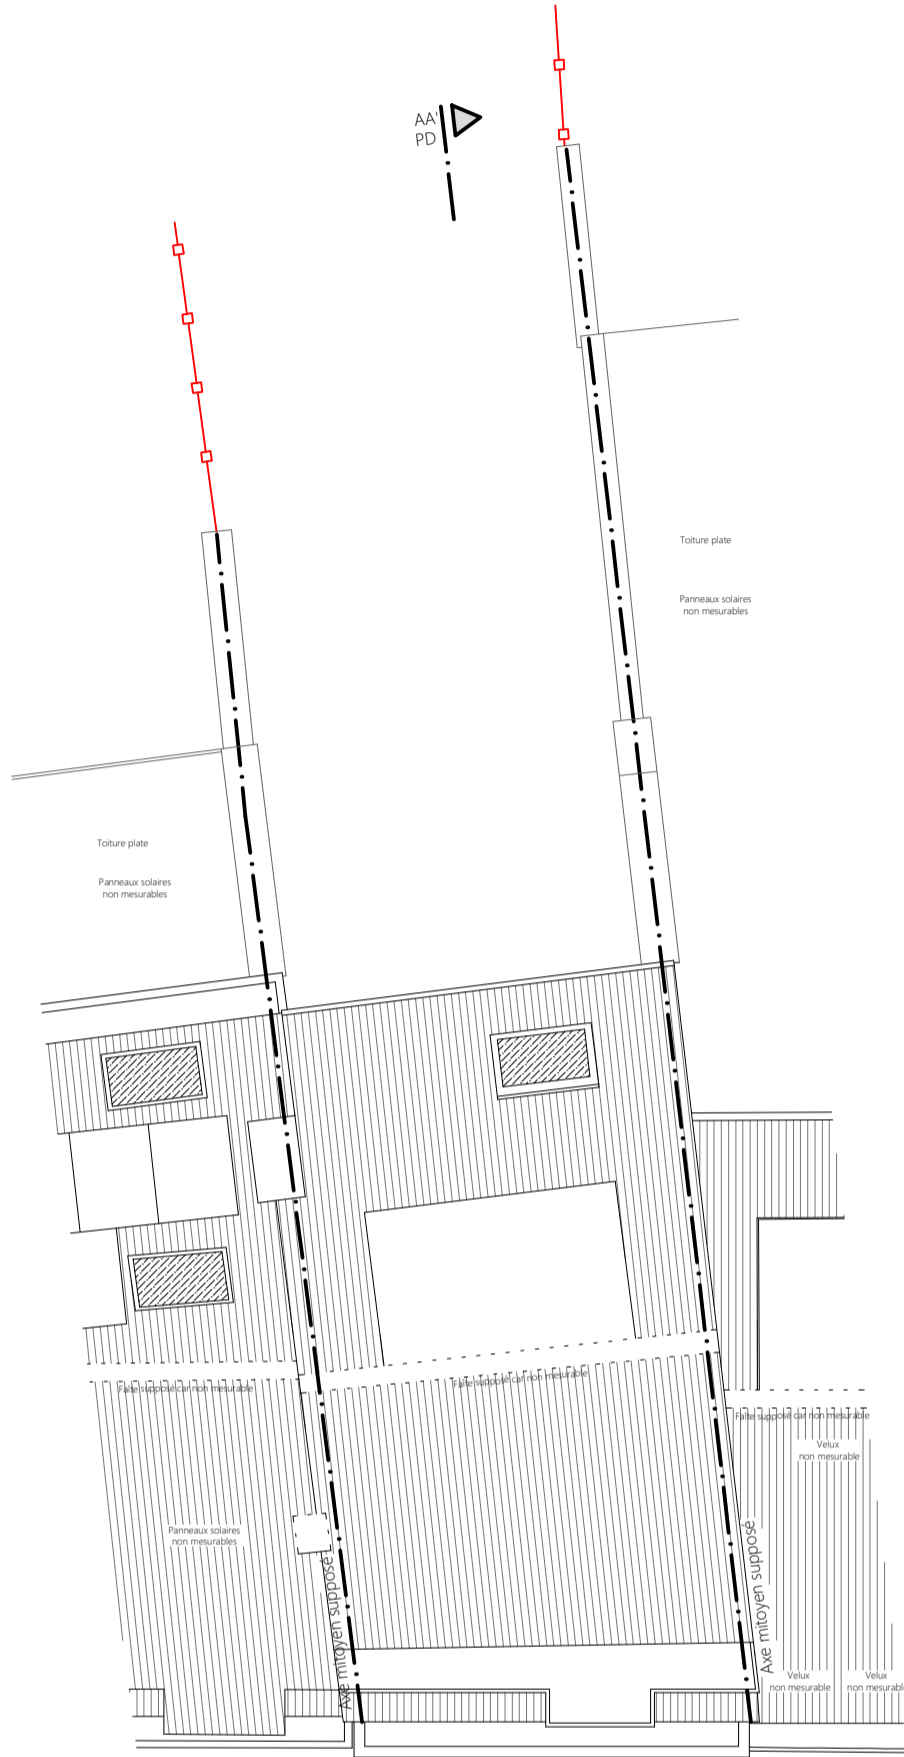 AA'
PD
Toiture plate
Panneaux solaires
non mesurables
Toiture plate
Panneaux solaires
non mesurables
Faîte supposé car non mesurable
Faîte supposé car non mesurable
Faîte supposé car non mesurable
Velux
non mesurable
Panneaux solaires
non mesurables
Axe mitoyen supposé
Axe mitoyen supposé
Velux
non mesurable
Velux
non mesurable